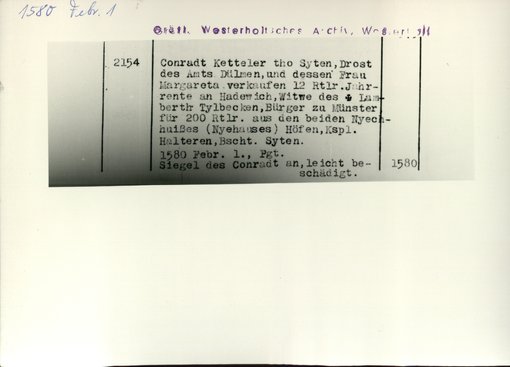 1580 Febr. 1
Gräfl. Westerholtsches Archiv,
2154 Conradt Ketteler tho Syten,Drost
des Amts Dülmen,und dessen Frau
Margareta verkaufen 12 Rtlr.Jahr-
rente an Hadewich,Witwe des + Lam-
berth Tylbecken,Bürger zu Münster
für 200 Rtlr. aus den beiden Nyech-
huißes (Nyehauses) Höfen,Kspl.
Halteren,Bscht. Syten.
1580 Febr. 1., Pgt.
Siegel des Conradt an,leicht be- 1580
schädigt.